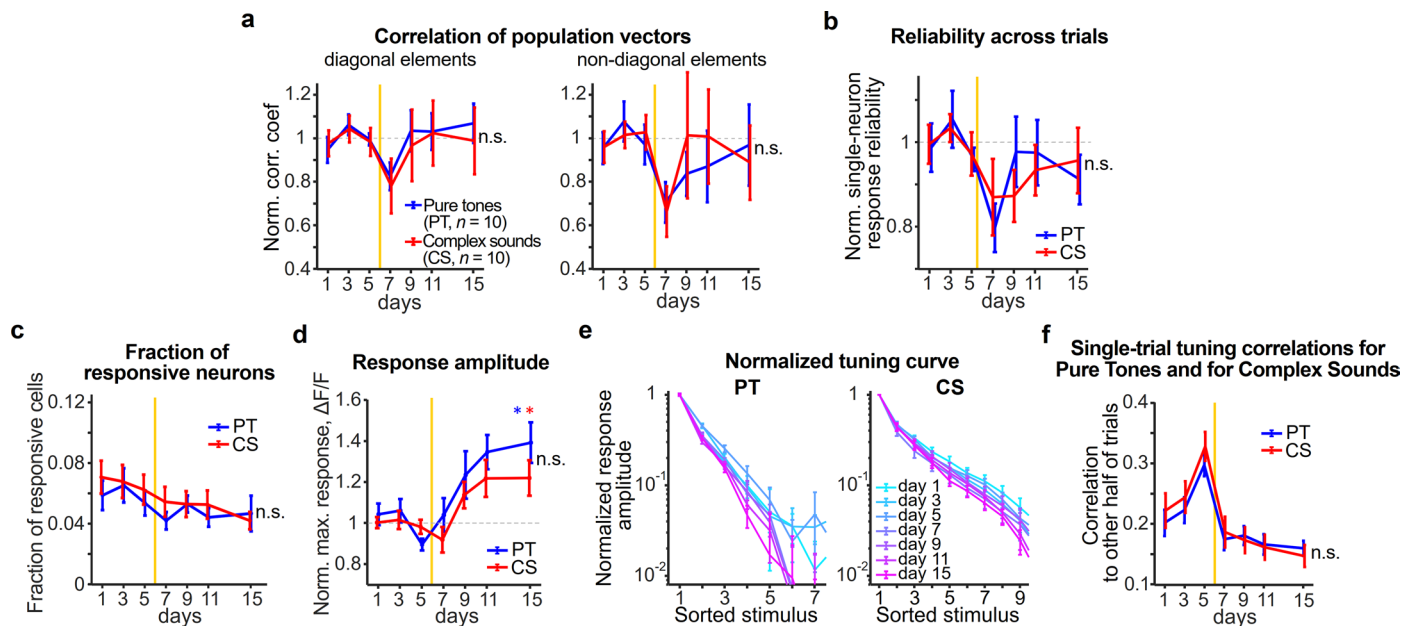 a
Correlation of population vectors
diagonal elements
non-diagonal elements
Norm. corr. coef
1.2
1
0.8
0.6
0.4
n.s.
Pure tones
(PT, n = 10)
Complex sounds
(CS, n = 10)
1 3 5 7 9 11 15
days
1.2
1
0.8
0.6
0.4
n.s.
1 3 5 7 9 11 15
days
b
Reliability across trials
Norm. single-neuron
response reliability
1
0.8
n.s.
PT
CS
1 3 5 7 9 11 15
days
c
Fraction of
responsive neurons
Fraction of responsive cells
0.12
0.08
0.04
0
PT
CS
n.s.
1 3 5 7 9 11 15
days
d
Response amplitude
Norm. max. response, ΔF/F
1.6
1.4
1.2
1
0.8
* *
n.s.
PT
CS
1 3 5 7 9 11 15
days
e
Normalized tuning curve
PT
CS
Normalized response
amplitude
1
10-1
10-2
1 3 5 7
Sorted stimulus
1
10-1
10-2
day 1
day 3
day 5
day 7
day 9
day 11
day 15
1 3 5 7 9
Sorted stimulus
f
Single-trial tuning correlations for
Pure Tones and for Complex Sounds
Correlation
to other half of trials
0.4
0.3
0.2
0.1
PT
CS
n.s.
1 3 5 7 9 11 15
days